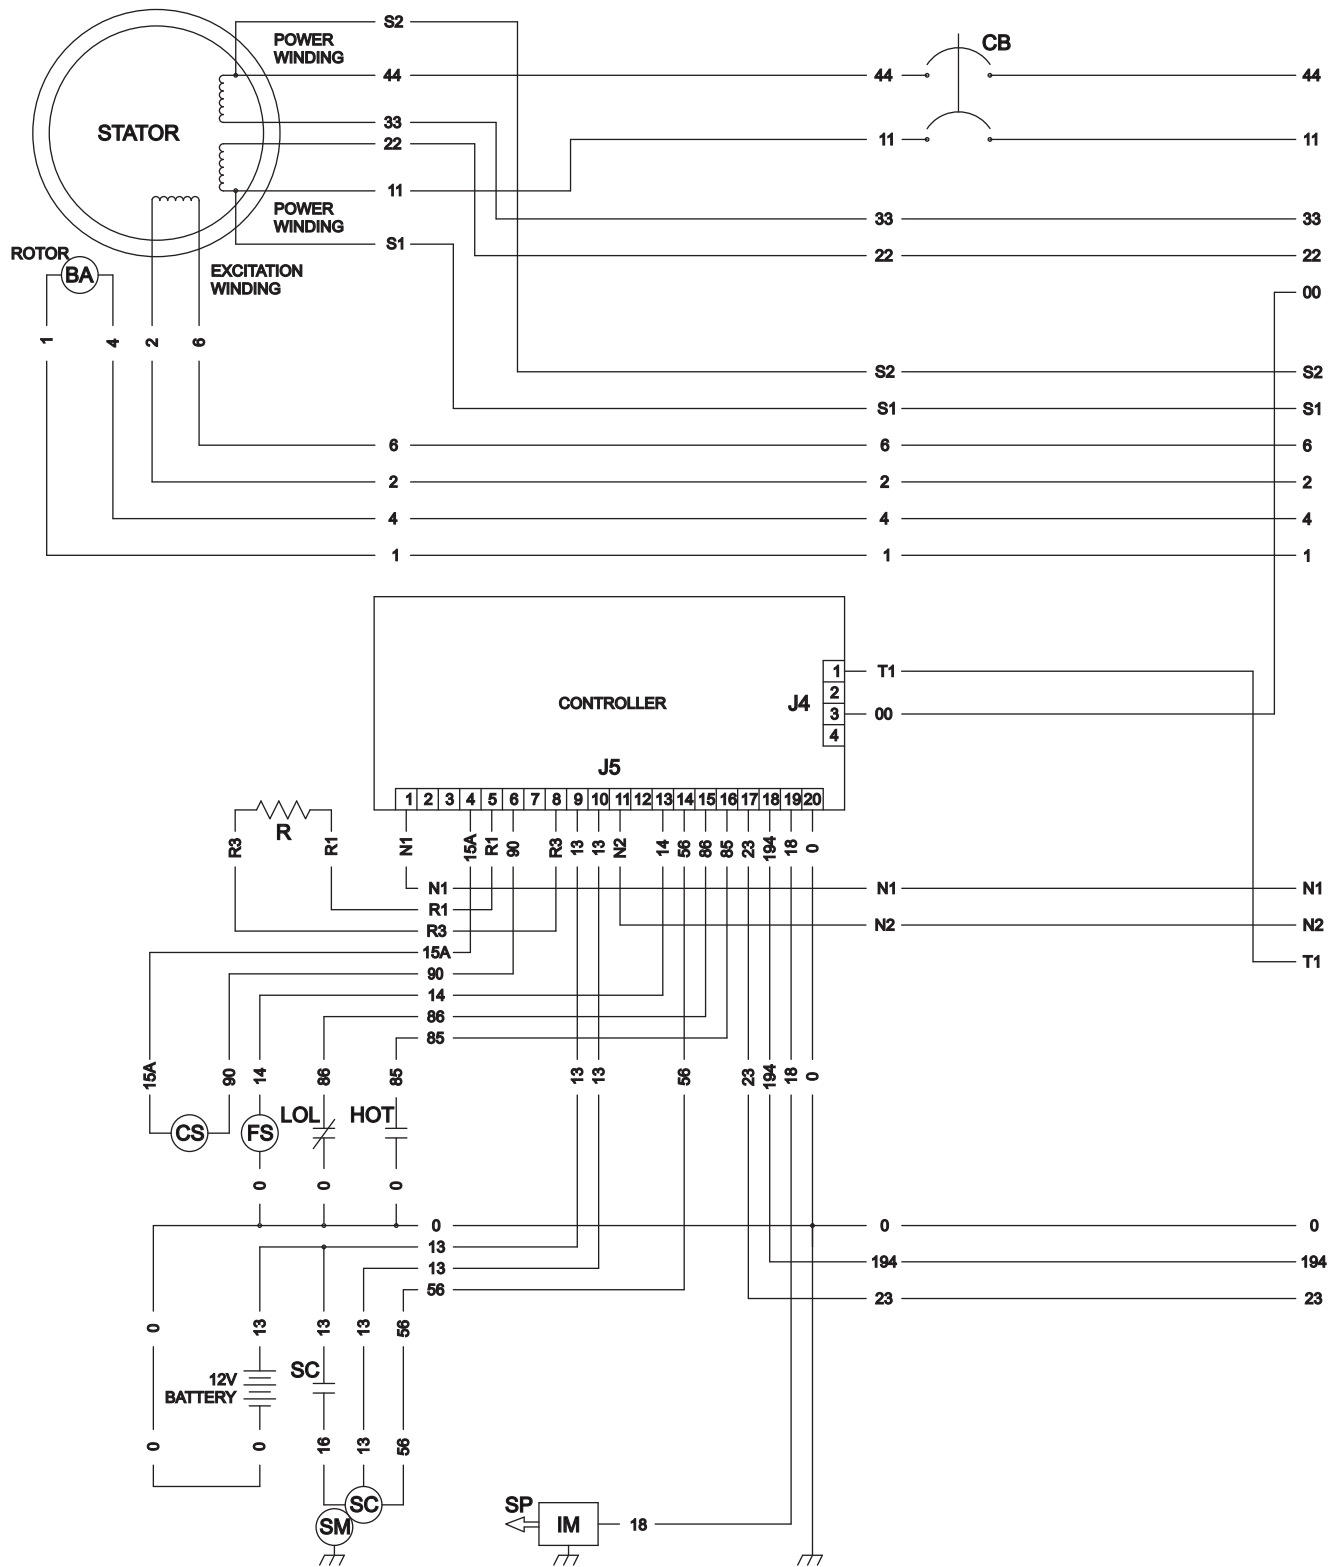 S2
POWER
WINDING
CB
44 44 44
STATOR
33
22
11 11
11
POWER
WINDING
33 33
S1
ROTOR
BA
22 22
EXCITATION
WINDING
00
1 4 2 6
S2 S2
S1 S1
6 6 6
2 2 2
4 4 4
1 1 1
CONTROLLER
J4
1 T1
2
3 00
4
J5
1 2 3 4 5 6 7 8 9 10 11 12 13 14 15 16 17 18 19 20
R
R3 R1 N1 15A R1 90 R3 13 13 N2 14 56 86 85 23 194 18 0
N1 N1 N1
R1
N2 N2
R3
15A
T1
90
14
86
85
15A 90 14 86 85 13 13 56 23 194 18 0
LOL HOT
CS FS
0 0 0
0 0 0
13
194 194
13
56
23 23
0 13 13 13 56
SC
12V
BATTERY
0 0 16 13 56
SC
SP
SM
IM 18